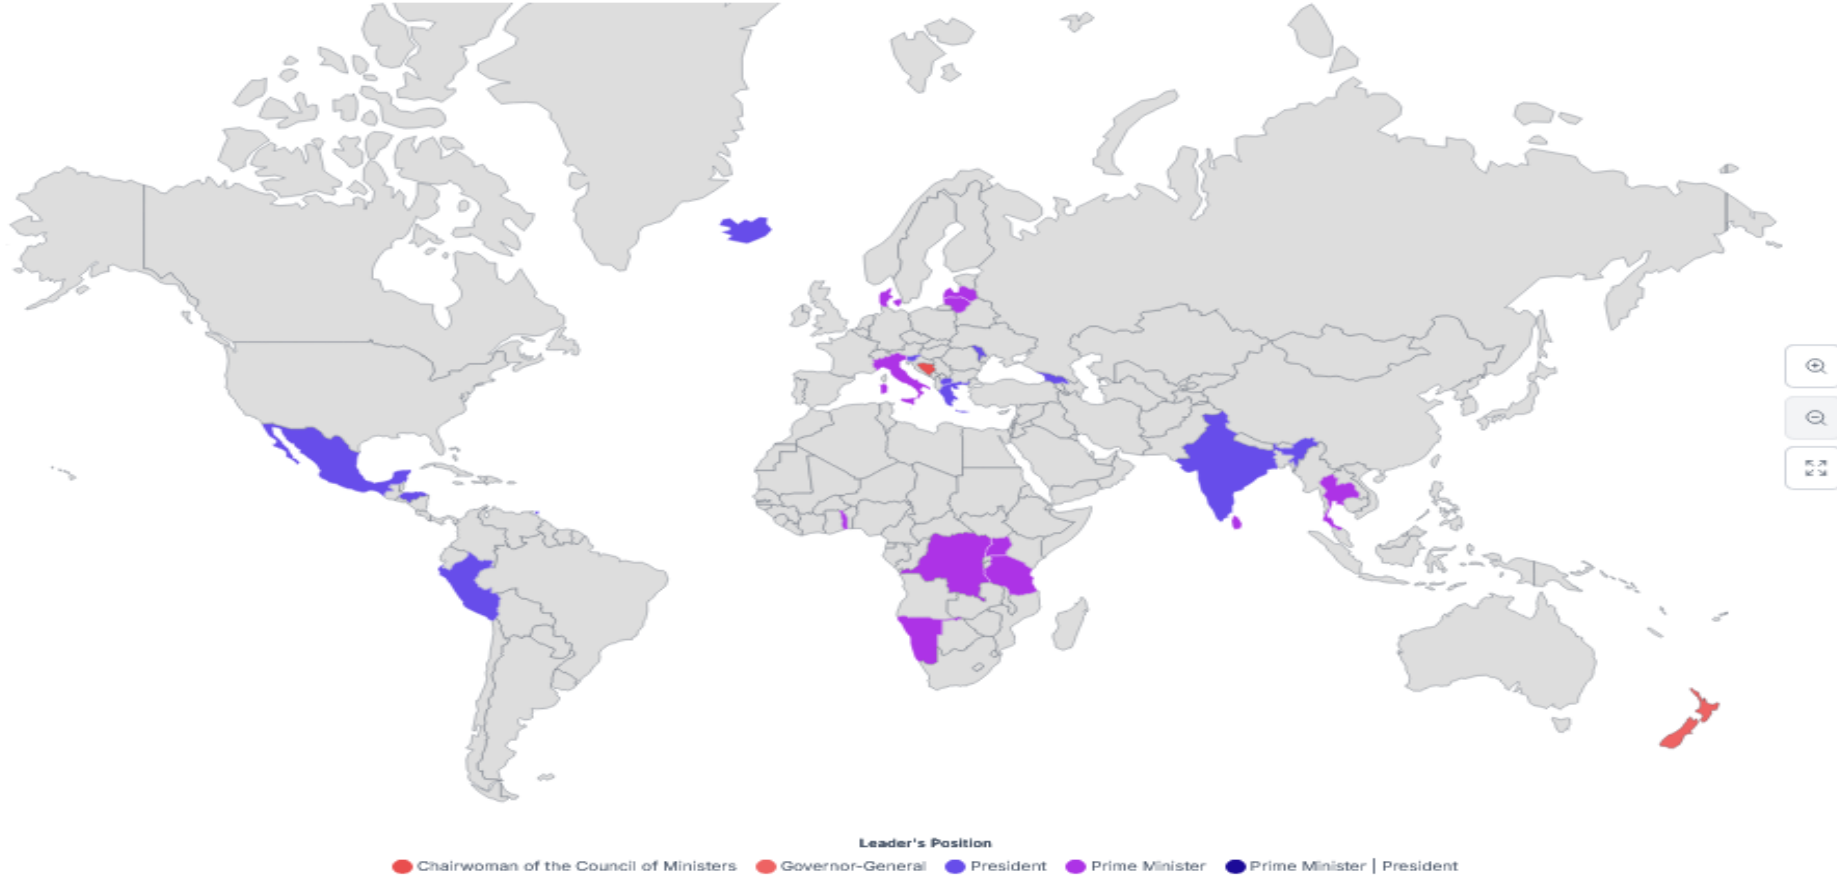 Leader's Position
Chairwoman of the Council of Ministers Governor-General President Prime Minister Prime Minister | President